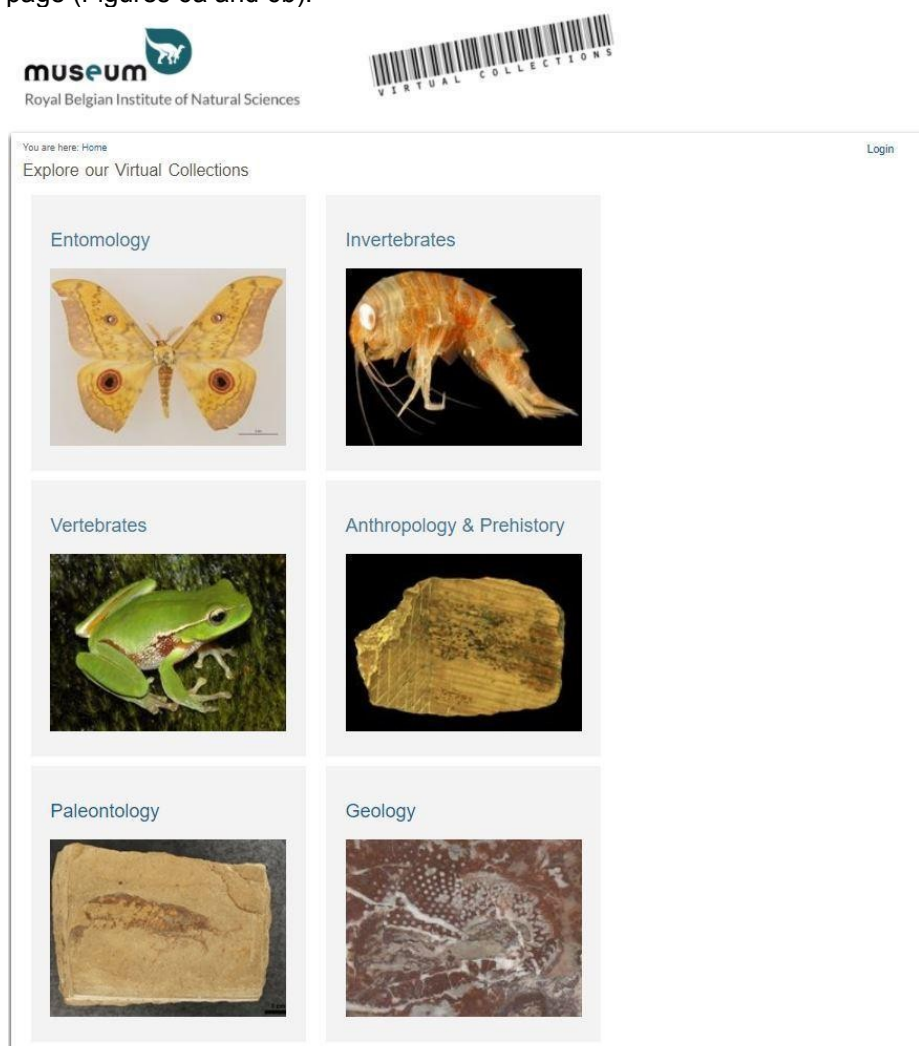 museum
Royal Belgian Institute of Natural Sciences
VIRTUAL COLLECTIONS
You are here: Home
Login
Explore our Virtual Collections
Entomology
Invertebrates
Vertebrates
Anthropology & Prehistory
Paleontology
Geology